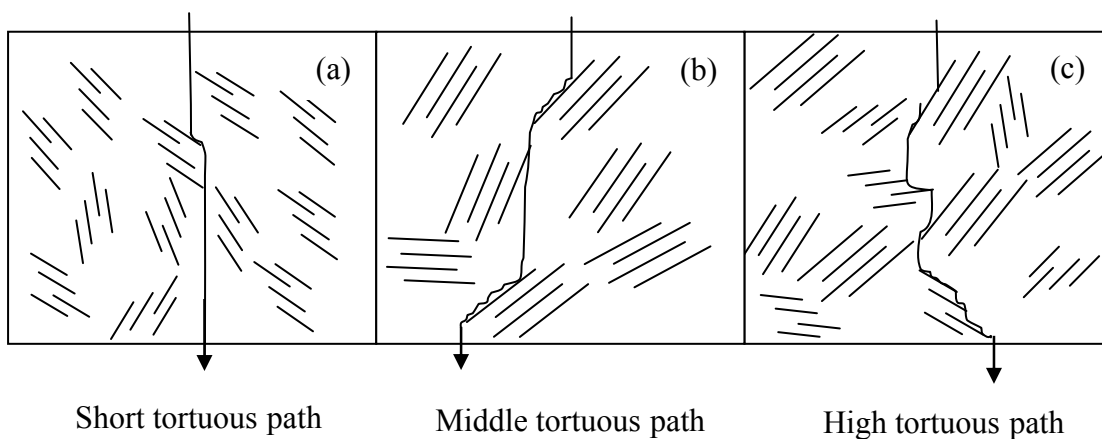 (a)
(b)
(c)
Short tortuous path
Middle tortuous path
High tortuous path